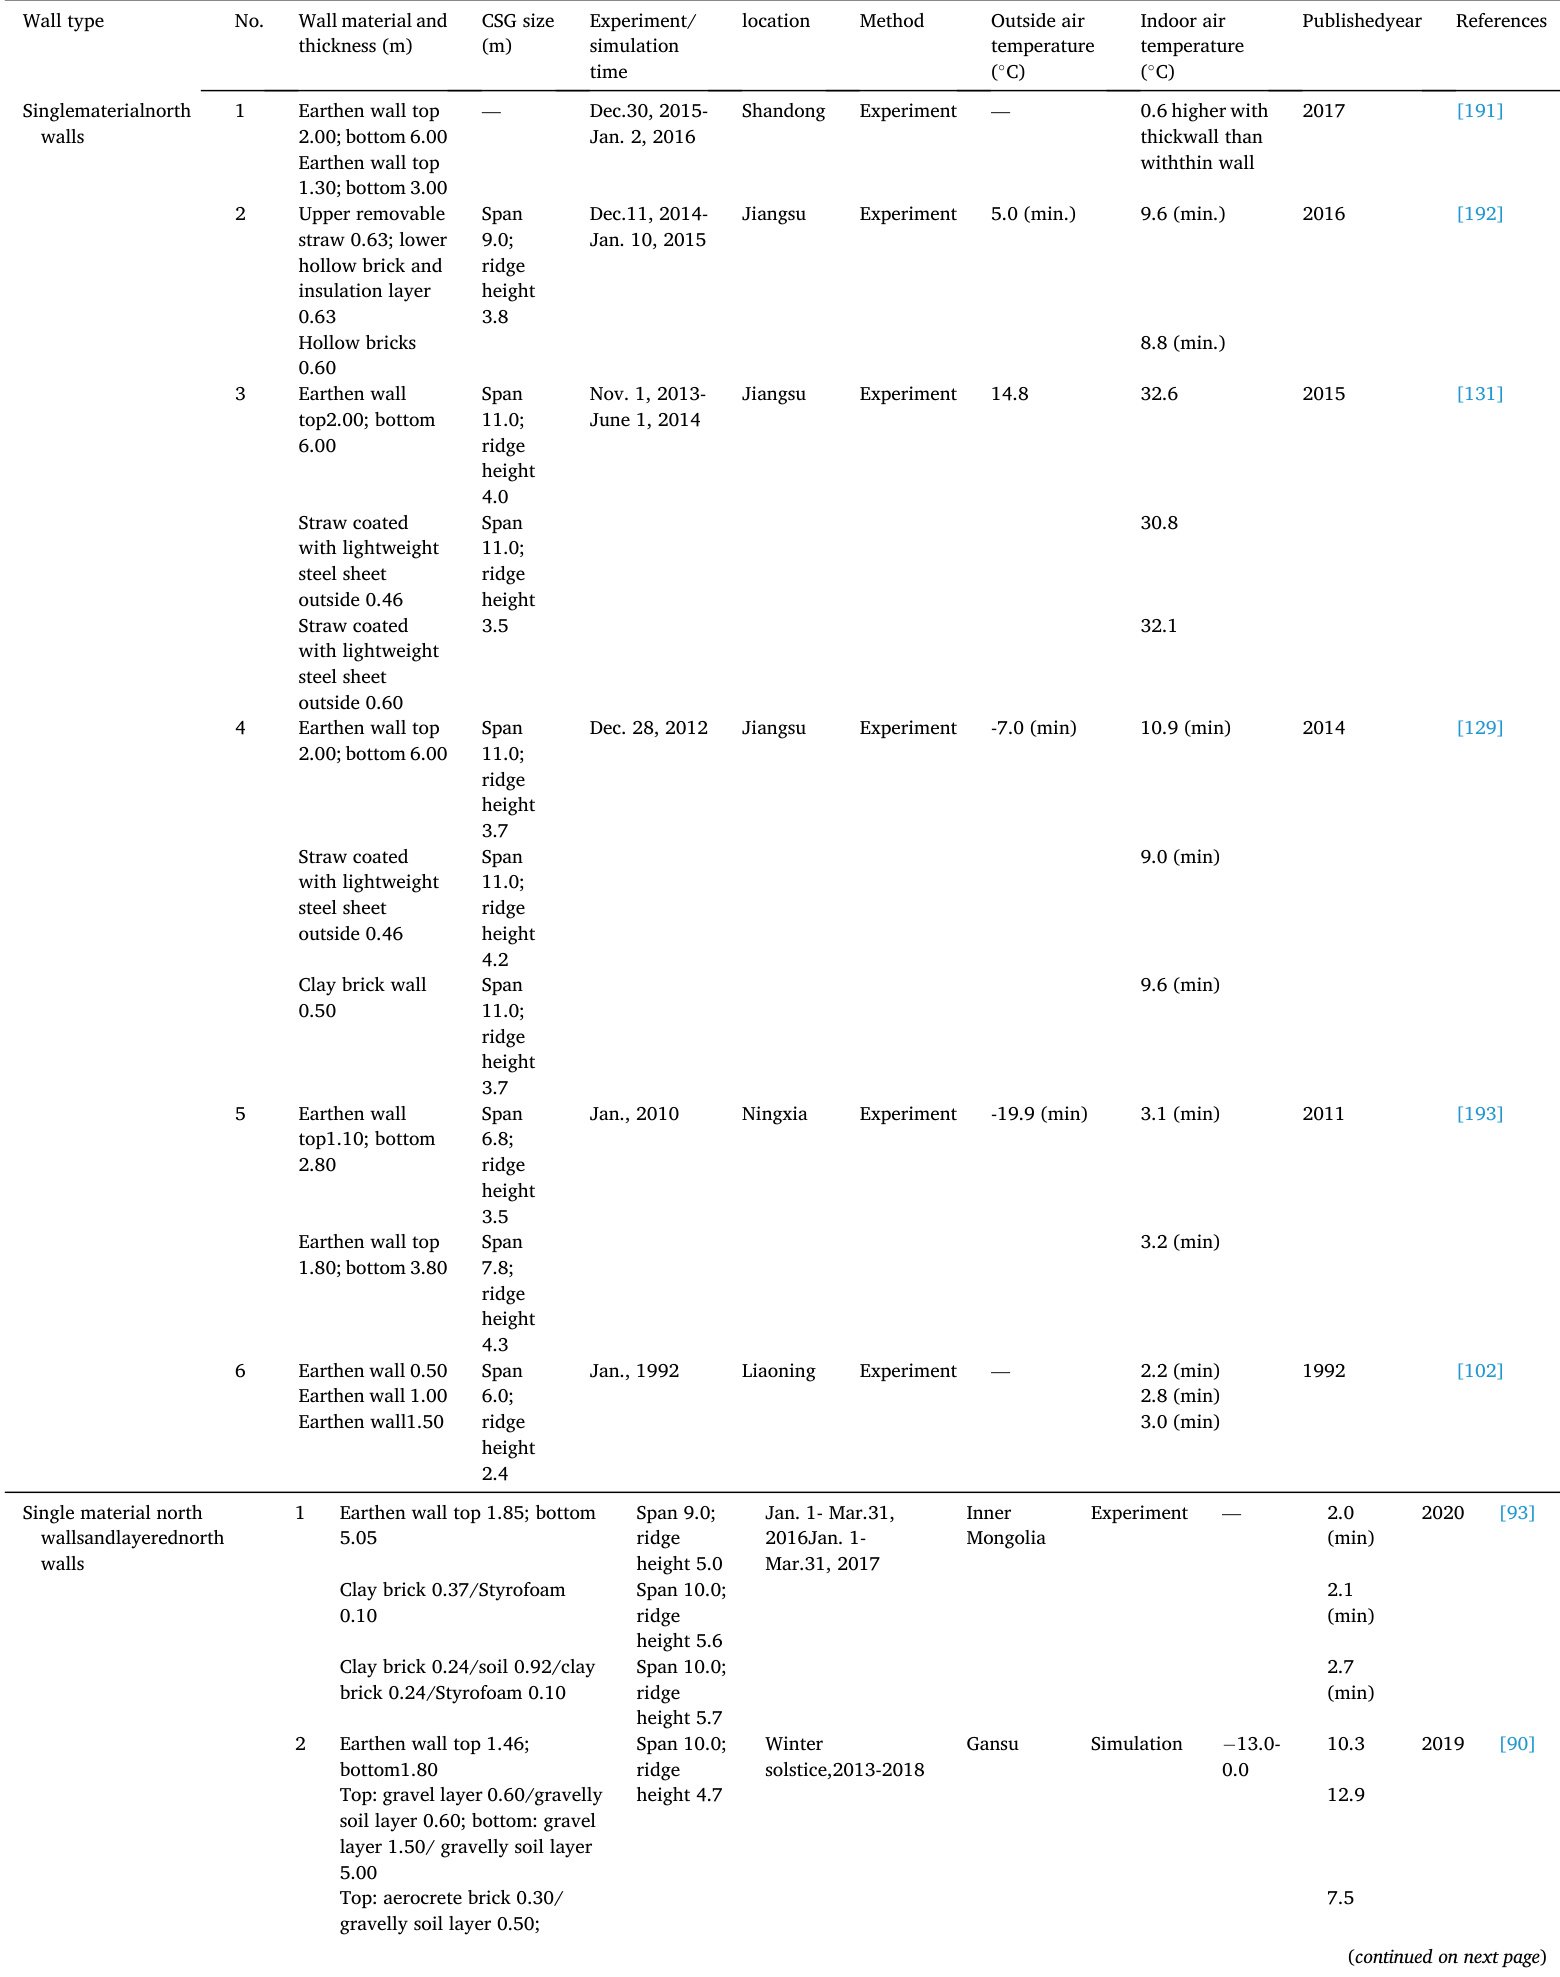 Wall type No. Wall material and CSG size Experiment/ location Method Outside air Indoor air Publishedyear References
thickness (m) (m) simulation temperature temperature
time (°C) (°C)
Singlematerialnorth 1 Earthen wall top — Dec.30, 2015- Shandong Experiment — 0.6 higher with 2017 [191]
walls 2.00; bottom 6.00 Jan. 2, 2016 thickwall than
Earthen wall top withthin wall
1.30; bottom 3.00
2 Upper removable Span Dec.11, 2014- Jiangsu Experiment 5.0 (min.) 9.6 (min.) 2016 [192]
straw 0.63; lower 9.0; Jan. 10, 2015
hollow brick and ridge
insulation layer height
0.63 3.8
Hollow bricks 8.8 (min.)
0.60
3 Earthen wall Span Nov. 1, 2013- Jiangsu Experiment 14.8 32.6 2015 [131]
top2.00; bottom 11.0; June 1, 2014
6.00 ridge
height
4.0
Straw coated Span 30.8
with lightweight 11.0;
steel sheet ridge
outside 0.46 height
Straw coated 3.5 32.1
with lightweight
steel sheet
outside 0.60
4 Earthen wall top Span Dec. 28, 2012 Jiangsu Experiment -7.0 (min) 10.9 (min) 2014 [129]
2.00; bottom 6.00 11.0;
ridge
height
3.7
Straw coated Span 9.0 (min)
with lightweight 11.0;
steel sheet ridge
outside 0.46 height
4.2
Clay brick wall Span 9.6 (min)
0.50 11.0;
ridge
height
3.7
5 Earthen wall Span Jan., 2010 Ningxia Experiment -19.9 (min) 3.1 (min) 2011 [193]
top1.10; bottom 6.8;
2.80 ridge
height
3.5
Earthen wall top Span 3.2 (min)
1.80; bottom 3.80 7.8;
ridge
height
4.3
6 Earthen wall 0.50 Span Jan., 1992 Liaoning Experiment — 2.2 (min) 1992 [102]
Earthen wall 1.00 6.0; 2.8 (min)
Earthen wall1.50 ridge 3.0 (min)
height
2.4
Single material north 1 Earthen wall top 1.85; bottom Span 9.0; Jan. 1- Mar.31, Inner Experiment — 2.0 2020 [93]
wallsandlayerednorth 5.05 ridge 2016Jan. 1- Mongolia (min)
walls height 5.0 Mar.31, 2017
Clay brick 0.37/Styrofoam Span 10.0; 2.1
0.10 ridge (min)
height 5.6
Clay brick 0.24/soil 0.92/clay Span 10.0; 2.7
brick 0.24/Styrofoam 0.10 ridge (min)
height 5.7
2 Earthen wall top 1.46; Span 10.0; Winter Gansu Simulation −13.0- 10.3 2019 [90]
bottom1.80 ridge solstice,2013-2018 0.0
Top: gravel layer 0.60/gravelly height 4.7 12.9
soil layer 0.60; bottom: gravel
layer 1.50/ gravelly soil layer
5.00
Top: aerocrete brick 0.30/ 7.5
gravelly soil layer 0.50;
(continued on next page)